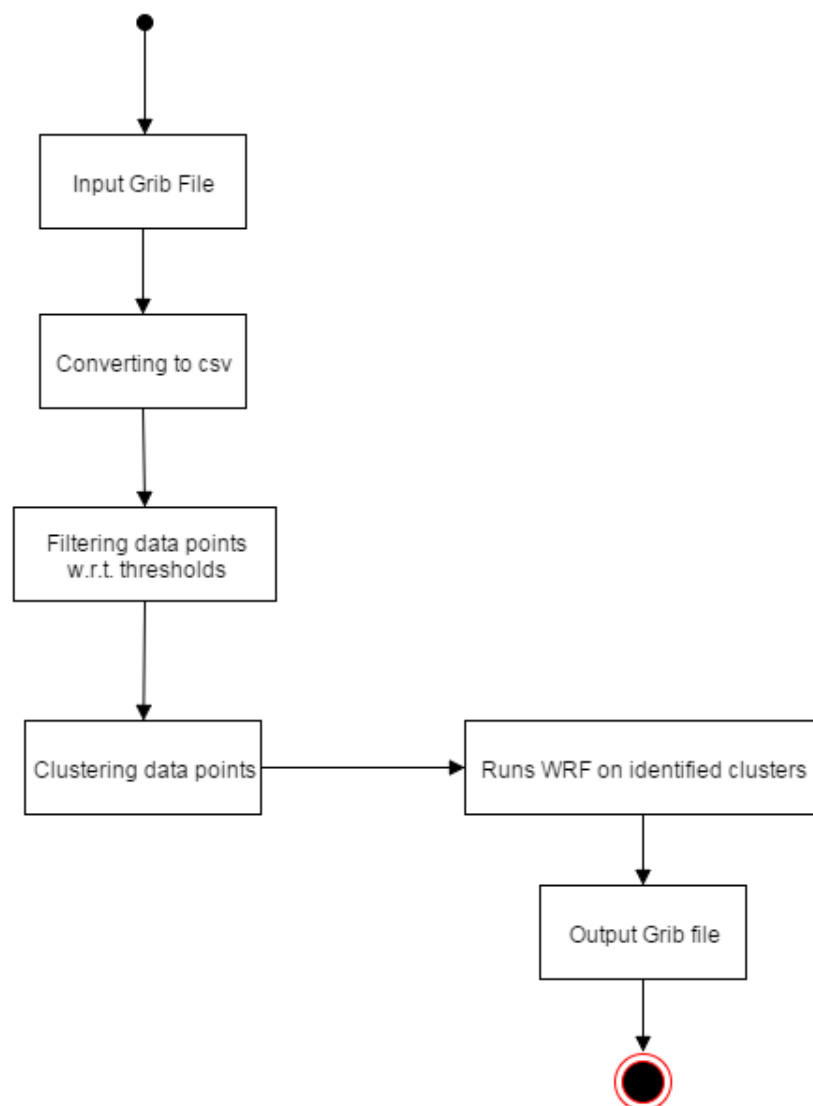 Input Grib File
Converting to csv
Filtering data points
w.r.t. thresholds
Clustering data points
Runs WRF on identified clusters
Output Grib file